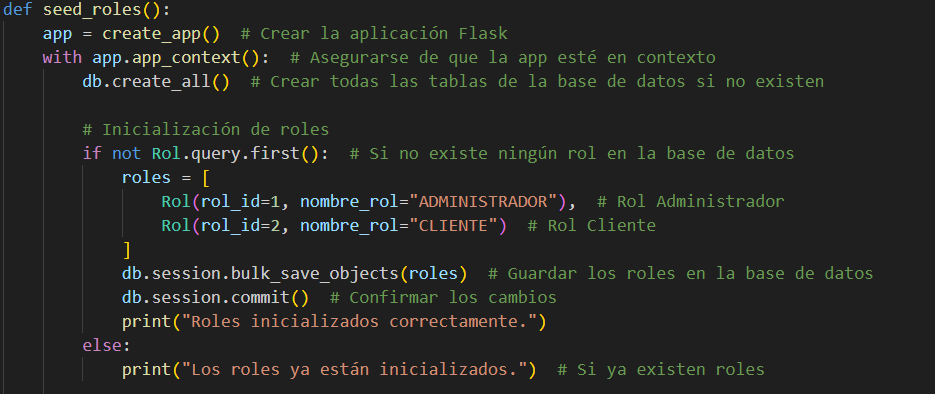 def seed_roles():
    app = create_app()  # Crear la aplicación Flask
    with app.app_context():  # Asegurarse de que la app esté en contexto
        db.create_all()  # Crear todas las tablas de la base de datos si no existen

        # Inicialización de roles
        if not Rol.query.first():  # Si no existe ningún rol en la base de datos
            roles = [
                Rol(rol_id=1, nombre_rol="ADMINISTRADOR"),  # Rol Administrador
                Rol(rol_id=2, nombre_rol="CLIENTE")  # Rol Cliente
            ]
            db.session.bulk_save_objects(roles)  # Guardar los roles en la base de datos
            db.session.commit()  # Confirmar los cambios
            print("Roles inicializados correctamente.")
        else:
            print("Los roles ya están inicializados.")  # Si ya existen roles